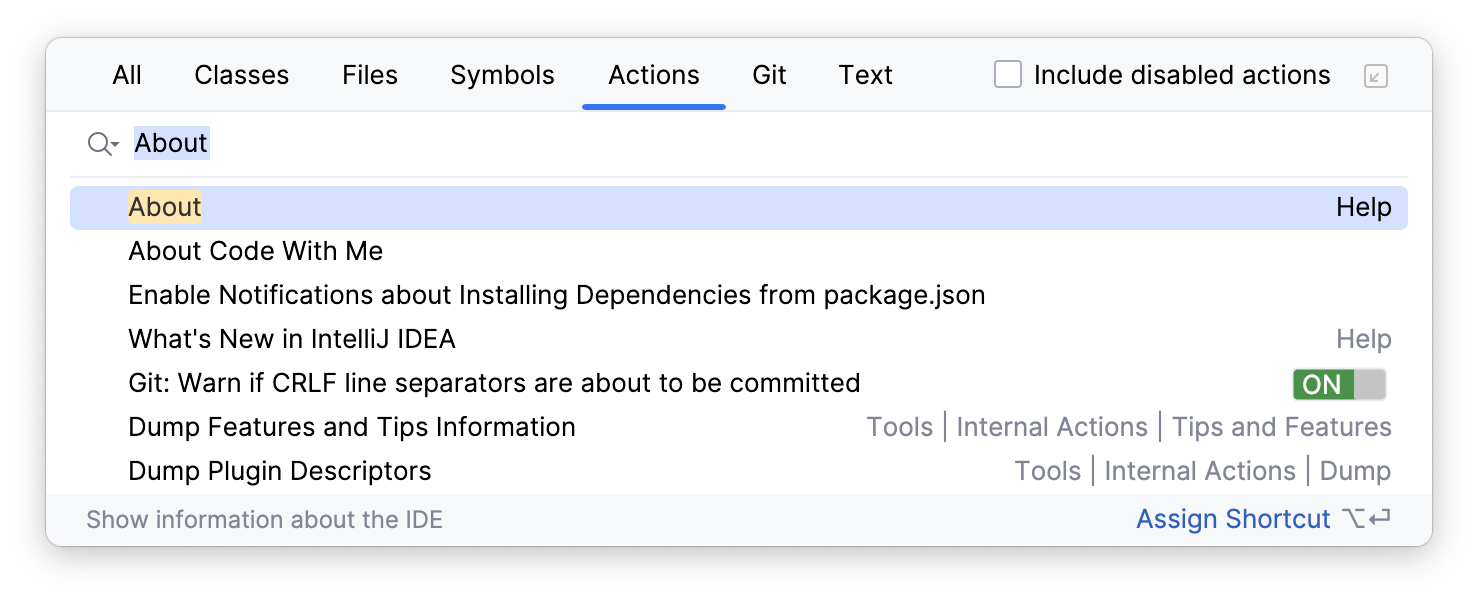 All Classes Files Symbols Actions Git Text Include disabled actions
About
About Help
About Code With Me
Enable Notifications about Installing Dependencies from package.json
What's New in IntelliJ IDEA Help
Git: Warn if CRLF line separators are about to be committed ON
Dump Features and Tips Information Tools | Internal Actions | Tips and Features
Dump Plugin Descriptors Tools | Internal Actions | Dump
Show information about the IDE Assign Shortcut ⌥⏎